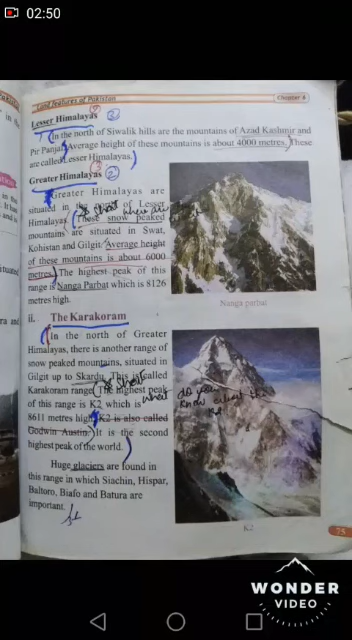 02:50
Land features of Pakistan
Chapter 4
Lesser Himalayas
In the north of Siwalik hills are the mountains of Azad Kashmir and
Pir Panjal. Average height of these mountains is about 4000 metres. These
are called Lesser Himalayas.
Greater Himalayas
Greater Himalayas are
situated in the of Lesser
Himalayas. These snow peaked
mountains are situated in Swat,
Kohistan and Gilgit. Average height
of these mountains is about 6000
metres. The highest peak of this
range is Nanga Parbat which is 8126
metres high.
Nanga parbat
ii. The Karakoram
In the north of Greater
Himalayas, there is another range of
snow peaked mountains, situated in
Gilgit up to Skardu. This is called
Karakoram range. The highest peak
of this range is K2 which is
8611 metres high. K2 is also called
Godwin Austin. It is the second
highest peak of the world.
what do you
know about the
Huge glaciers are found in
this range in which Siachin, Hispar,
Baltoro, Biafo and Batura are
important.
K2
75
WONDER
VIDEO